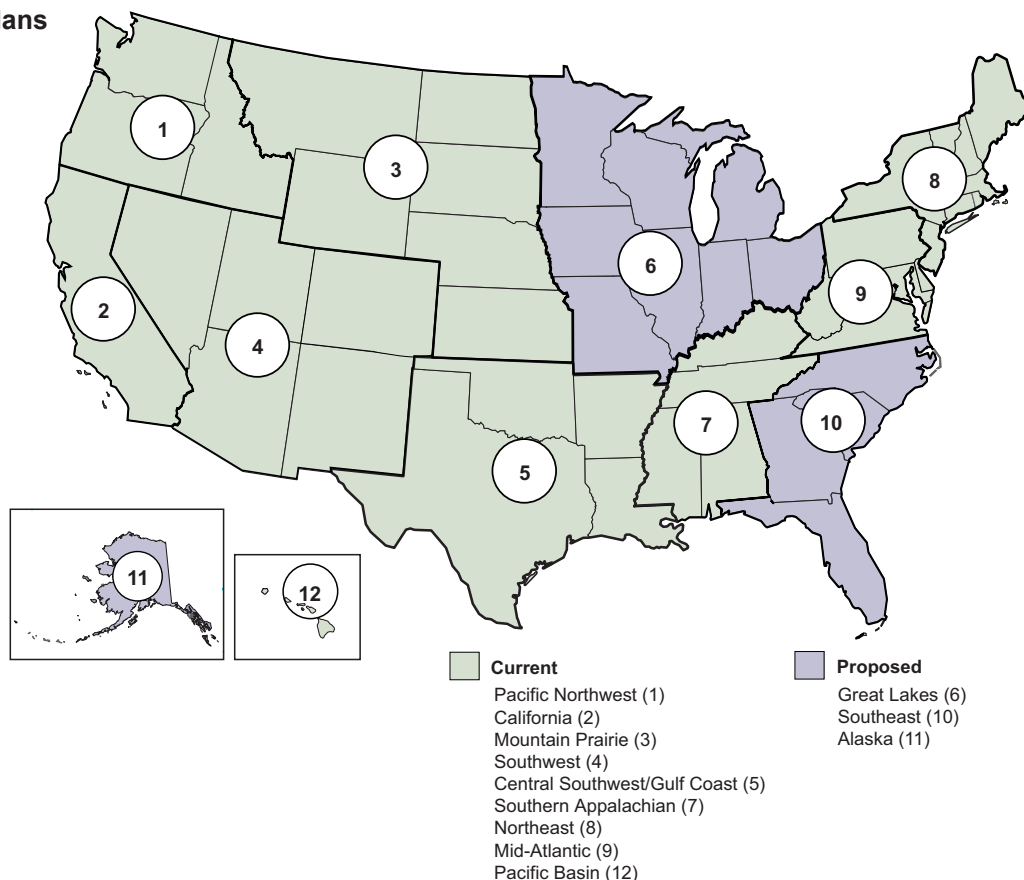 1
8
3
6
9
2
4
7
10
5
11
12
Current
Pacific Northwest (1)
California (2)
Mountain Prairie (3)
Southwest (4)
Central Southwest/Gulf Coast (5)
Southern Appalachian (7)
Northeast (8)
Mid-Atlantic (9)
Pacific Basin (12)
Proposed
Great Lakes (6)
Southeast (10)
Alaska (11)